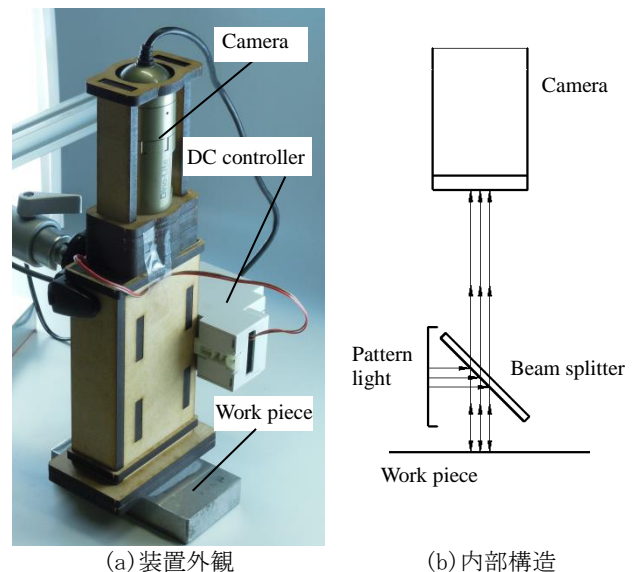 Camera
DC controller
Work piece
(a)装置外観
Camera
Pattern
light
Beam splitter
Work piece
(b)内部構造